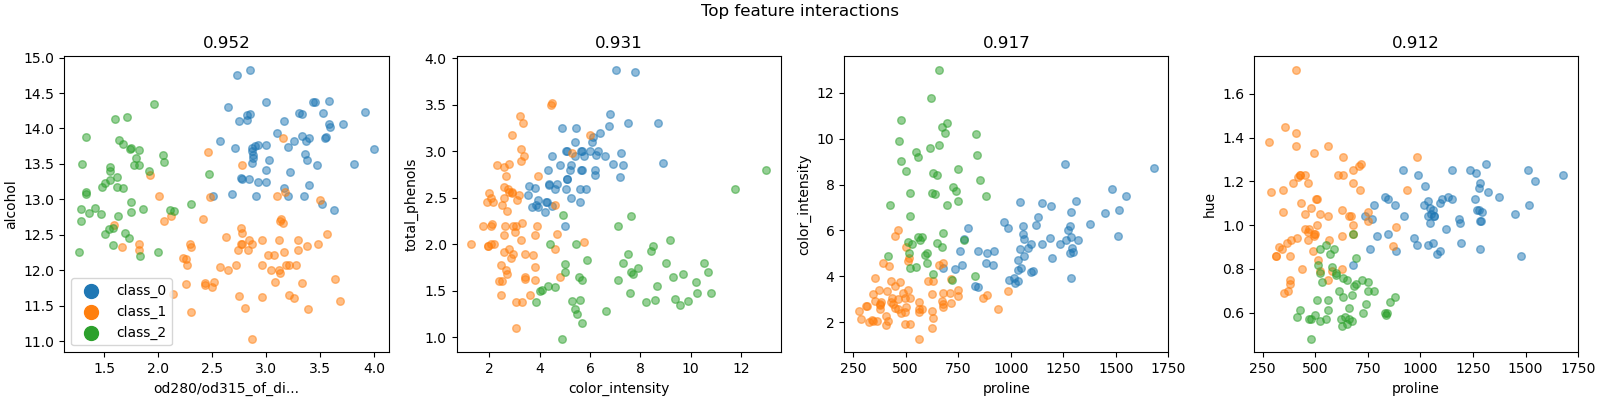 Top feature interactions
0.952
alcohol
15.0
14.5
14.0
13.5
13.0
12.5
12.0
11.5
11.0
class_0
class_1
class_2
1.5 2.0 2.5 3.0 3.5 4.0
od280/od315_of_di...
0.931
total_phenols
4.0
3.5
3.0
2.5
2.0
1.5
1.0
2 4 6 8 10 12
color_intensity
0.917
color_intensity
12
10
8
6
4
2
250 500 750 1000 1250 1500 1750
proline
0.912
hue
1.6
1.4
1.2
1.0
0.8
0.6
250 500 750 1000 1250 1500 1750
proline